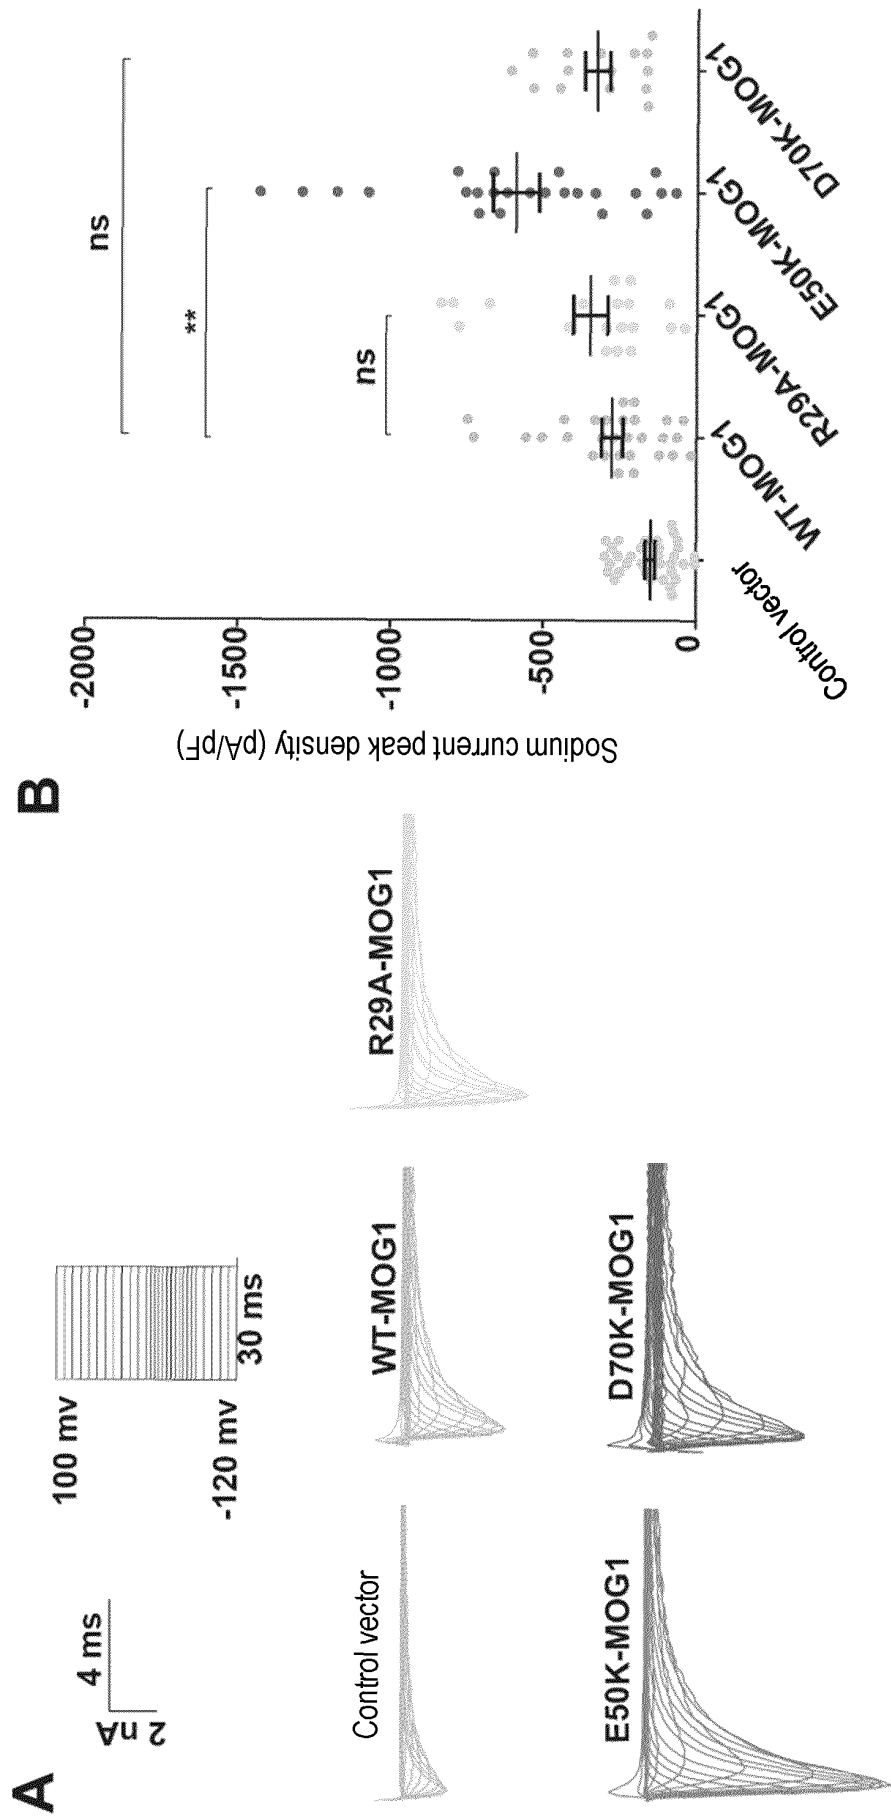 A
4 ms
2 nA
100 mv
-120 mv
30 ms
Control vector
WT-MOG1
R29A-MOG1
E50K-MOG1
D70K-MOG1
B
Sodium current peak density (pA/pF)
-2000
-1500
-1000
-500
0
ns
**
ns
Control vector
WT-MOG1
R29A-MOG1
E50K-MOG1
D70K-MOG1